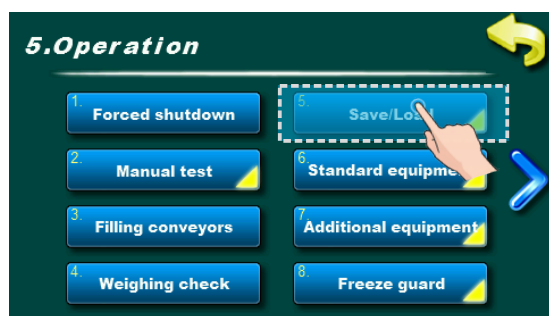 5.Operation
1. Forced shutdown
2. Manual test
3. Filling conveyors
4. Weighing check
5.
6. Standard
7. Additional equipment
8. Freeze guard